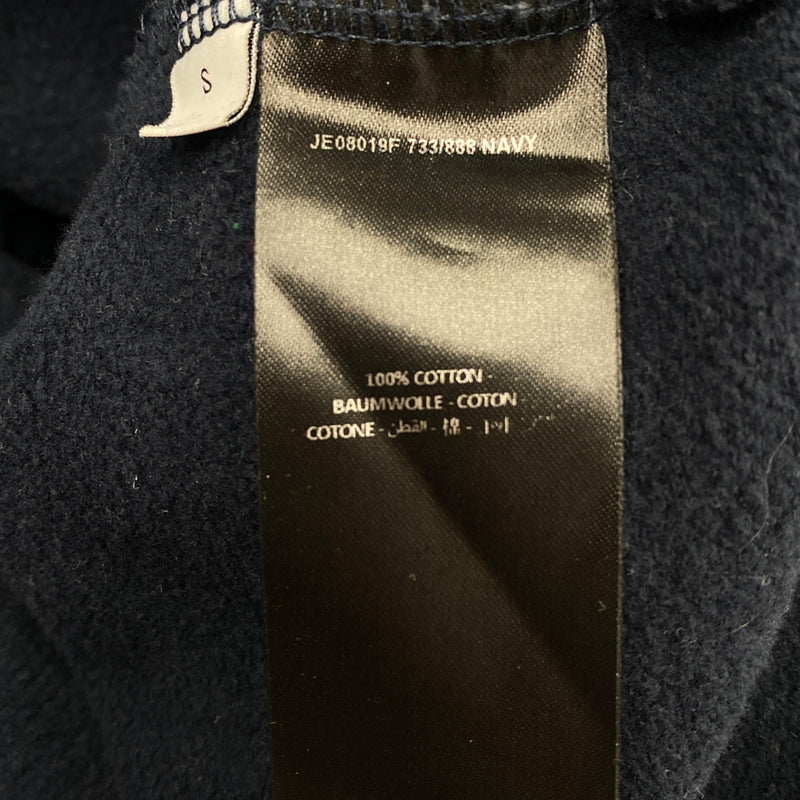 S
JE08019F 733/888 NAVY
100% COTTON -
BAUMWOLLE - COTON
COTONE - القطن - 棉 -